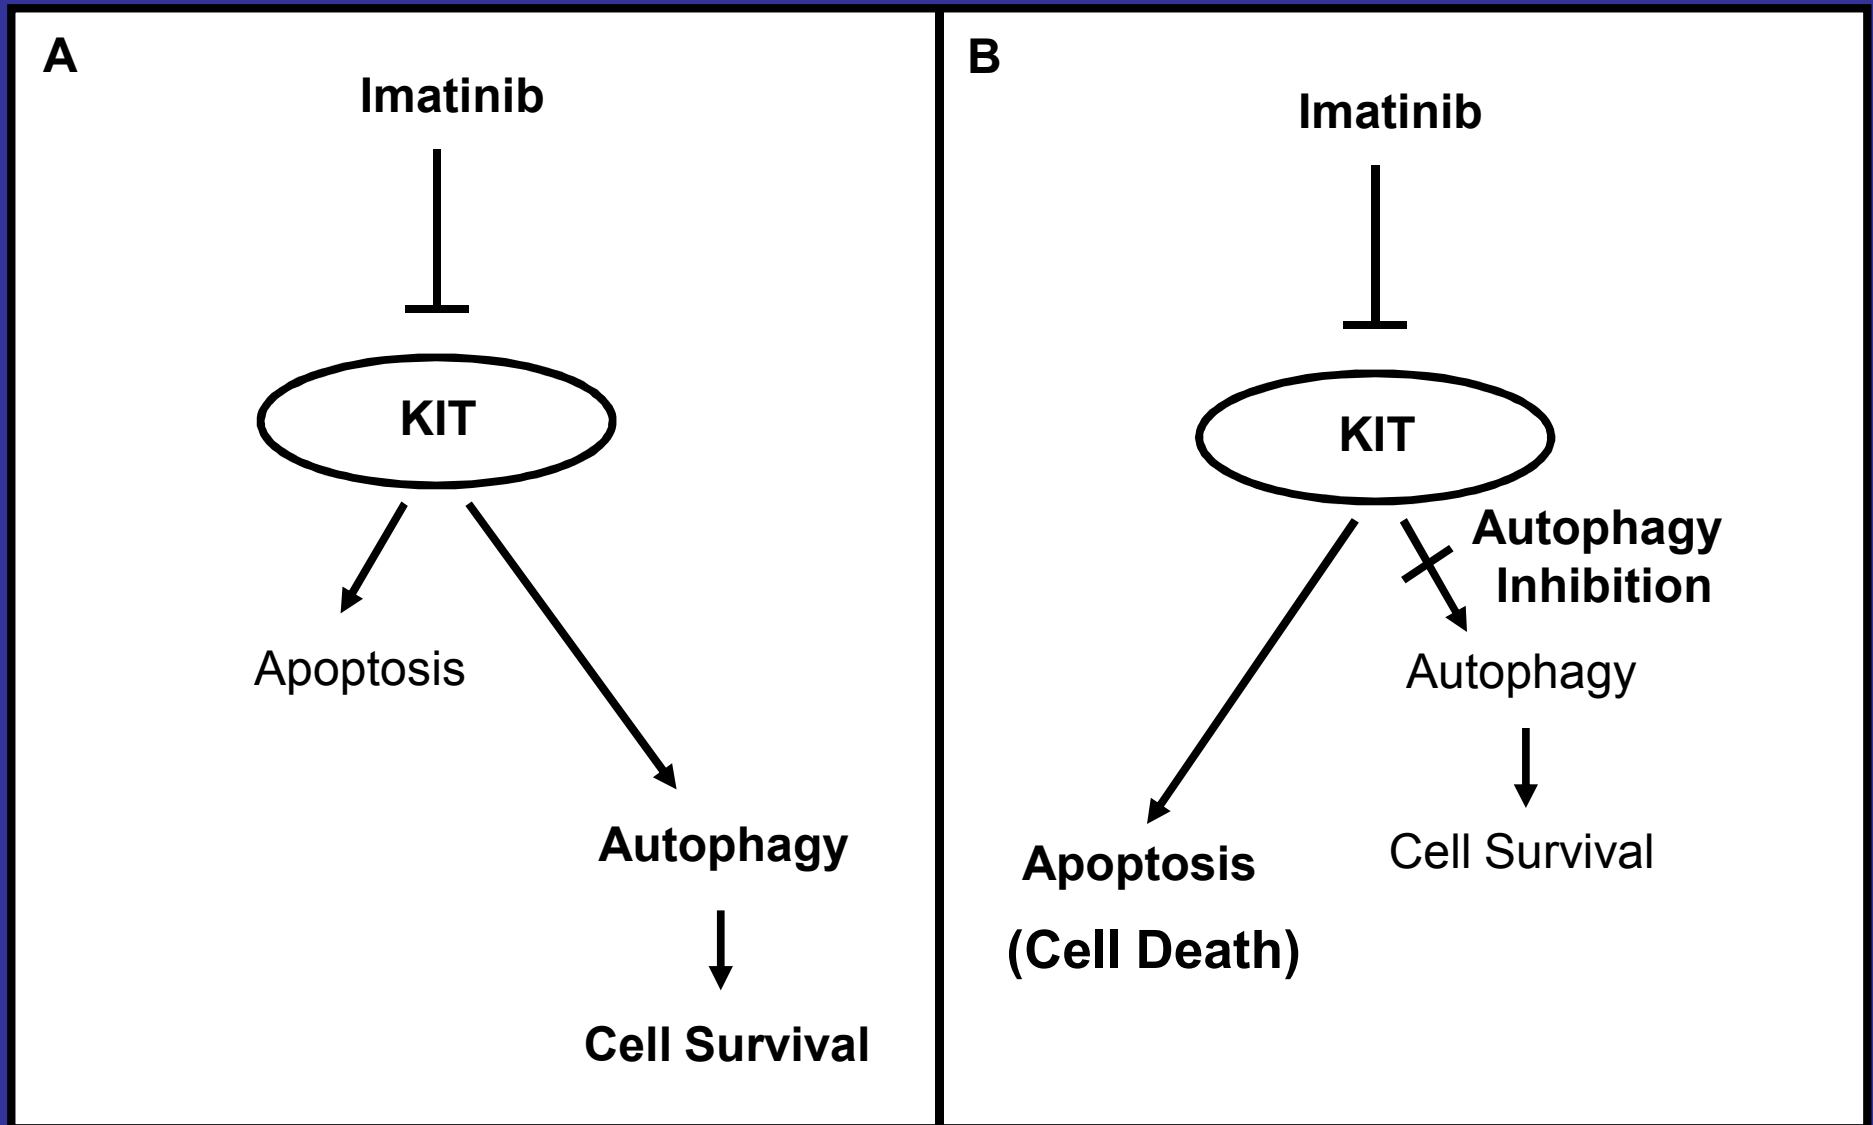 A
Imatinib
KIT
Apoptosis
Autophagy
Cell Survival
B
Imatinib
KIT
Autophagy
Inhibition
Autophagy
Cell Survival
Apoptosis
(Cell Death)